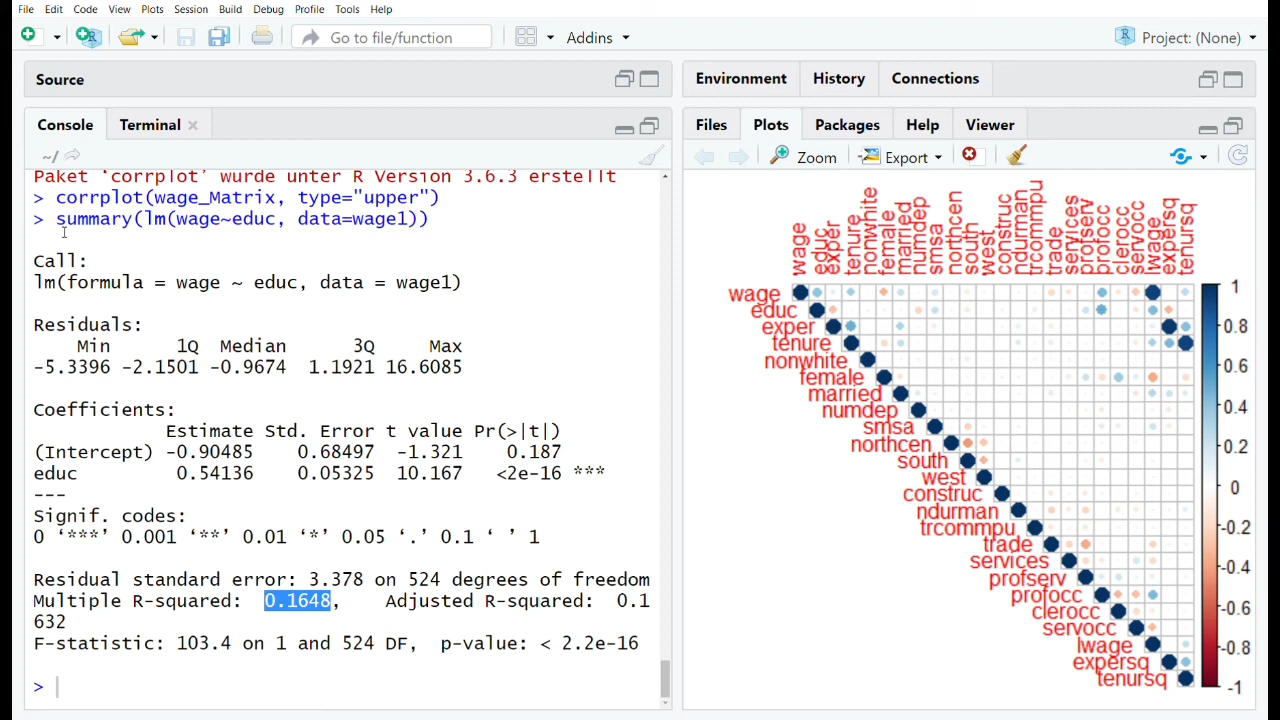 File Edit Code View Plots Session Build Debug Profile Tools Help
Go to file/function
Addins
Project: (None)
Source
Console Terminal
~/
Paket ‘corrplot’ wurde unter R Version 3.6.3 erstellt
> corrplot(wage_Matrix, type="upper")
> summary(lm(wage~educ, data=wage1))
Call:
lm(formula = wage ~ educ, data = wage1)
Residuals:
Min 1Q Median 3Q Max
-5.3396 -2.1501 -0.9674 1.1921 16.6085
Coefficients:
Estimate Std. Error t value Pr(>|t|)
(Intercept) -0.90485 0.68497 -1.321 0.187
educ 0.54136 0.05325 10.167 <2e-16 ***
---
Signif. codes:
0 ‘***’ 0.001 ‘**’ 0.01 ‘*’ 0.05 ‘.’ 0.1 ‘ ’ 1
Residual standard error: 3.378 on 524 degrees of freedom
Multiple R-squared: 0.1648, Adjusted R-squared: 0.1
632
F-statistic: 103.4 on 1 and 524 DF, p-value: < 2.2e-16
>
Environment History Connections
Files Plots Packages Help Viewer
Zoom Export
wage educ exper tenure nonwhite female married numdep smsa northcen south west construc ndurman trcommpu trade services profserv profocc clerocc servocc lwage expersq tenursq
wage
educ
exper
tenure
nonwhite
female
married
numdep
smsa
northcen
south
west
construc
ndurman
trcommpu
trade
services
profserv
profocc
clerocc
servocc
lwage
expersq
tenursq
1
0.8
0.6
0.4
0.2
0
-0.2
-0.4
-0.6
-0.8
-1